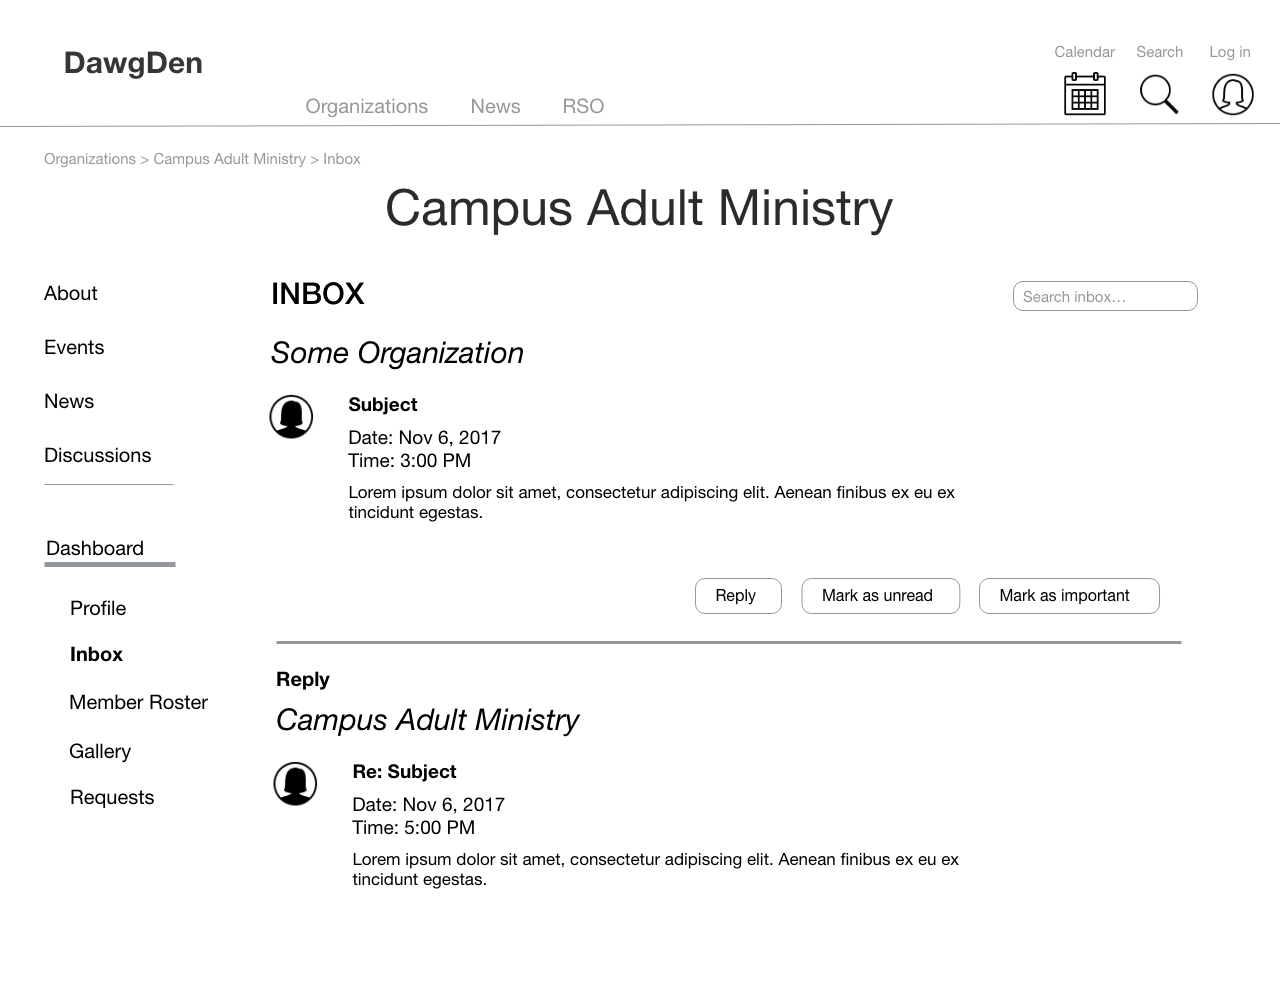 DawgDen
Calendar
Search
Log in
Organizations
News
RSO
Organizations > Campus Adult Ministry > Inbox
Campus Adult Ministry
About
Events
News
Discussions
Dashboard
Profile
Inbox
Member Roster
Gallery
Requests
INBOX
Search inbox...
Some Organization
Subject
Date: Nov 6, 2017
Time: 3:00 PM
Lorem ipsum dolor sit amet, consectetur adipiscing elit. Aenean finibus ex eu ex
tincidunt egestas.
Reply
Mark as unread
Mark as important
Reply
Campus Adult Ministry
Re: Subject
Date: Nov 6, 2017
Time: 5:00 PM
Lorem ipsum dolor sit amet, consectetur adipiscing elit. Aenean finibus ex eu ex
tincidunt egestas.